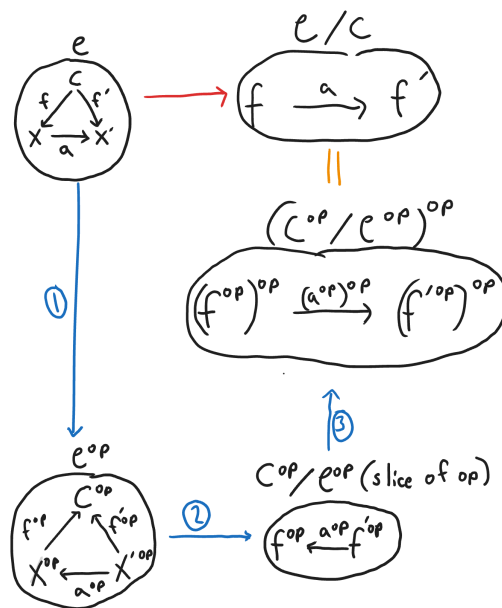 e
C
f f′
X a X′
e/C
f a f′
(C^op/e^op)^op
(f^op)^op (a^op)^op (f′^op)^op
①
③
e^op
C^op
f^op f′^op
X^op a^op X′^op
②
C^op/e^op (slice of op)
f^op a^op f′^op